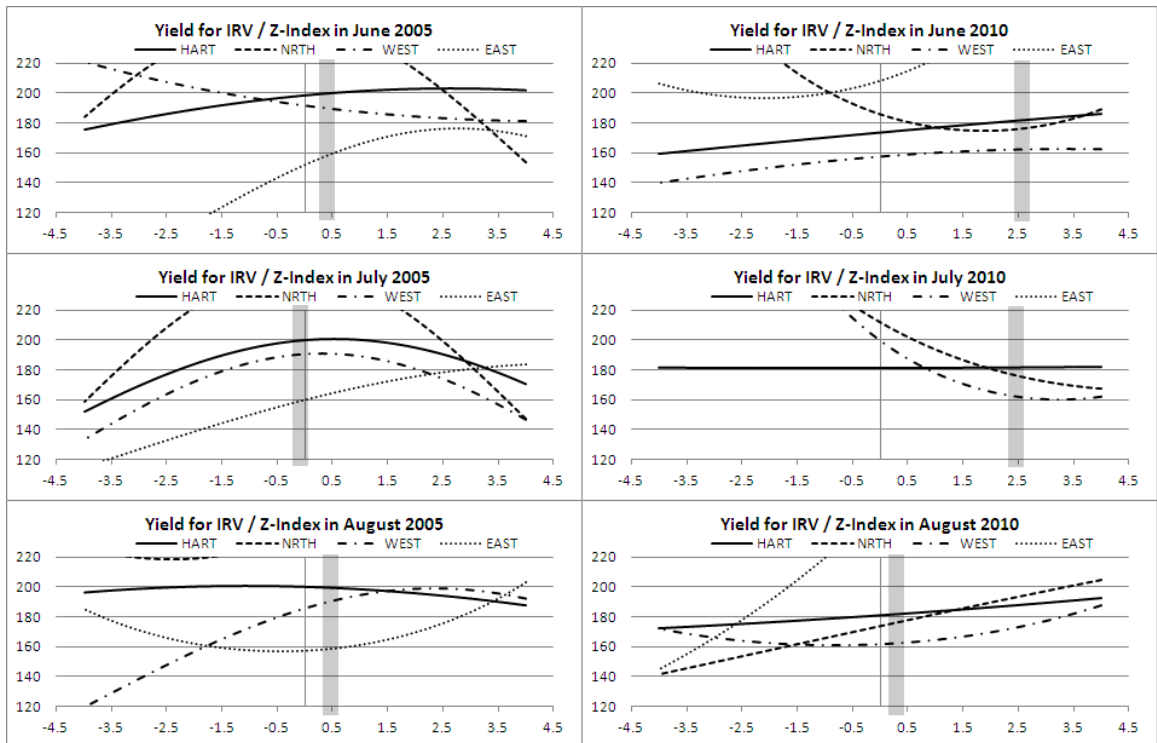 Yield for IRV / Z-Index in June 2005
HART NRTH WEST EAST
220
200
180
160
140
120
-4.5 -3.5 -2.5 -1.5 -0.5 0.5 1.5 2.5 3.5 4.5
Yield for IRV / Z-Index in June 2010
HART NRTH WEST EAST
220
200
180
160
140
120
-4.5 -3.5 -2.5 -1.5 -0.5 0.5 1.5 2.5 3.5 4.5
Yield for IRV / Z-Index in July 2005
HART NRTH WEST EAST
220
200
180
160
140
120
-4.5 -3.5 -2.5 -1.5 -0.5 0.5 1.5 2.5 3.5 4.5
Yield for IRV / Z-Index in July 2010
HART NRTH WEST EAST
220
200
180
160
140
120
-4.5 -3.5 -2.5 -1.5 -0.5 0.5 1.5 2.5 3.5 4.5
Yield for IRV / Z-Index in August 2005
HART NRTH WEST EAST
220
200
180
160
140
120
-4.5 -3.5 -2.5 -1.5 -0.5 0.5 1.5 2.5 3.5 4.5
Yield for IRV / Z-Index in August 2010
HART NRTH WEST EAST
220
200
180
160
140
120
-4.5 -3.5 -2.5 -1.5 -0.5 0.5 1.5 2.5 3.5 4.5